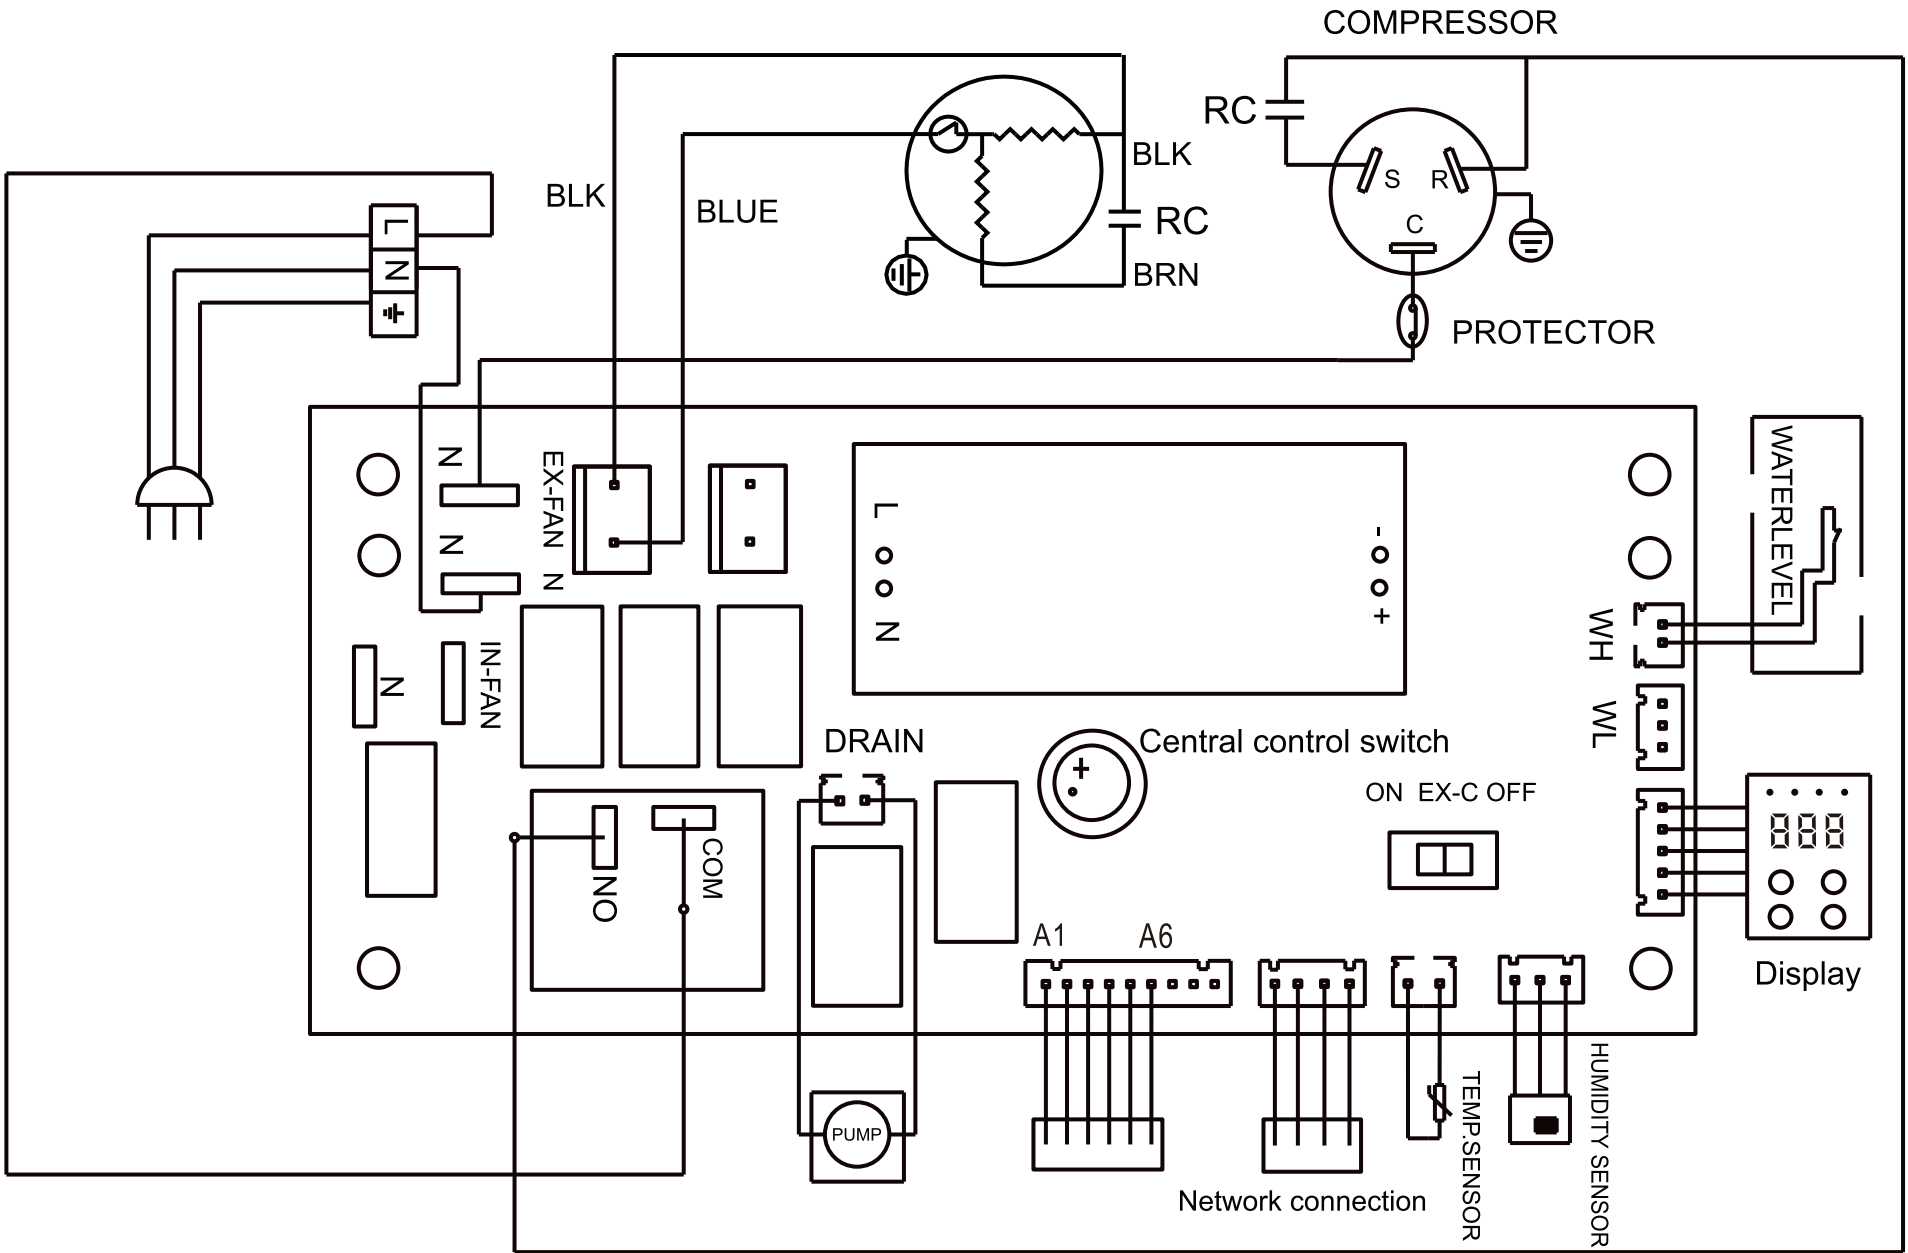 COMPRESSOR
RC
BLK
BLK
BLUE
RC
BRN
S
R
C
L
N
PROTECTOR
N
N
EX-FAN N
L
N
-
+
WATERLEVEL
WH
WL
N
IN-FAN
DRAIN
+
Central control switch
ON EX-C OFF
888
NO
COM
A1
A6
Display
PUMP
Network connection
TEMP.SENSOR
HUMIDITY SENSOR